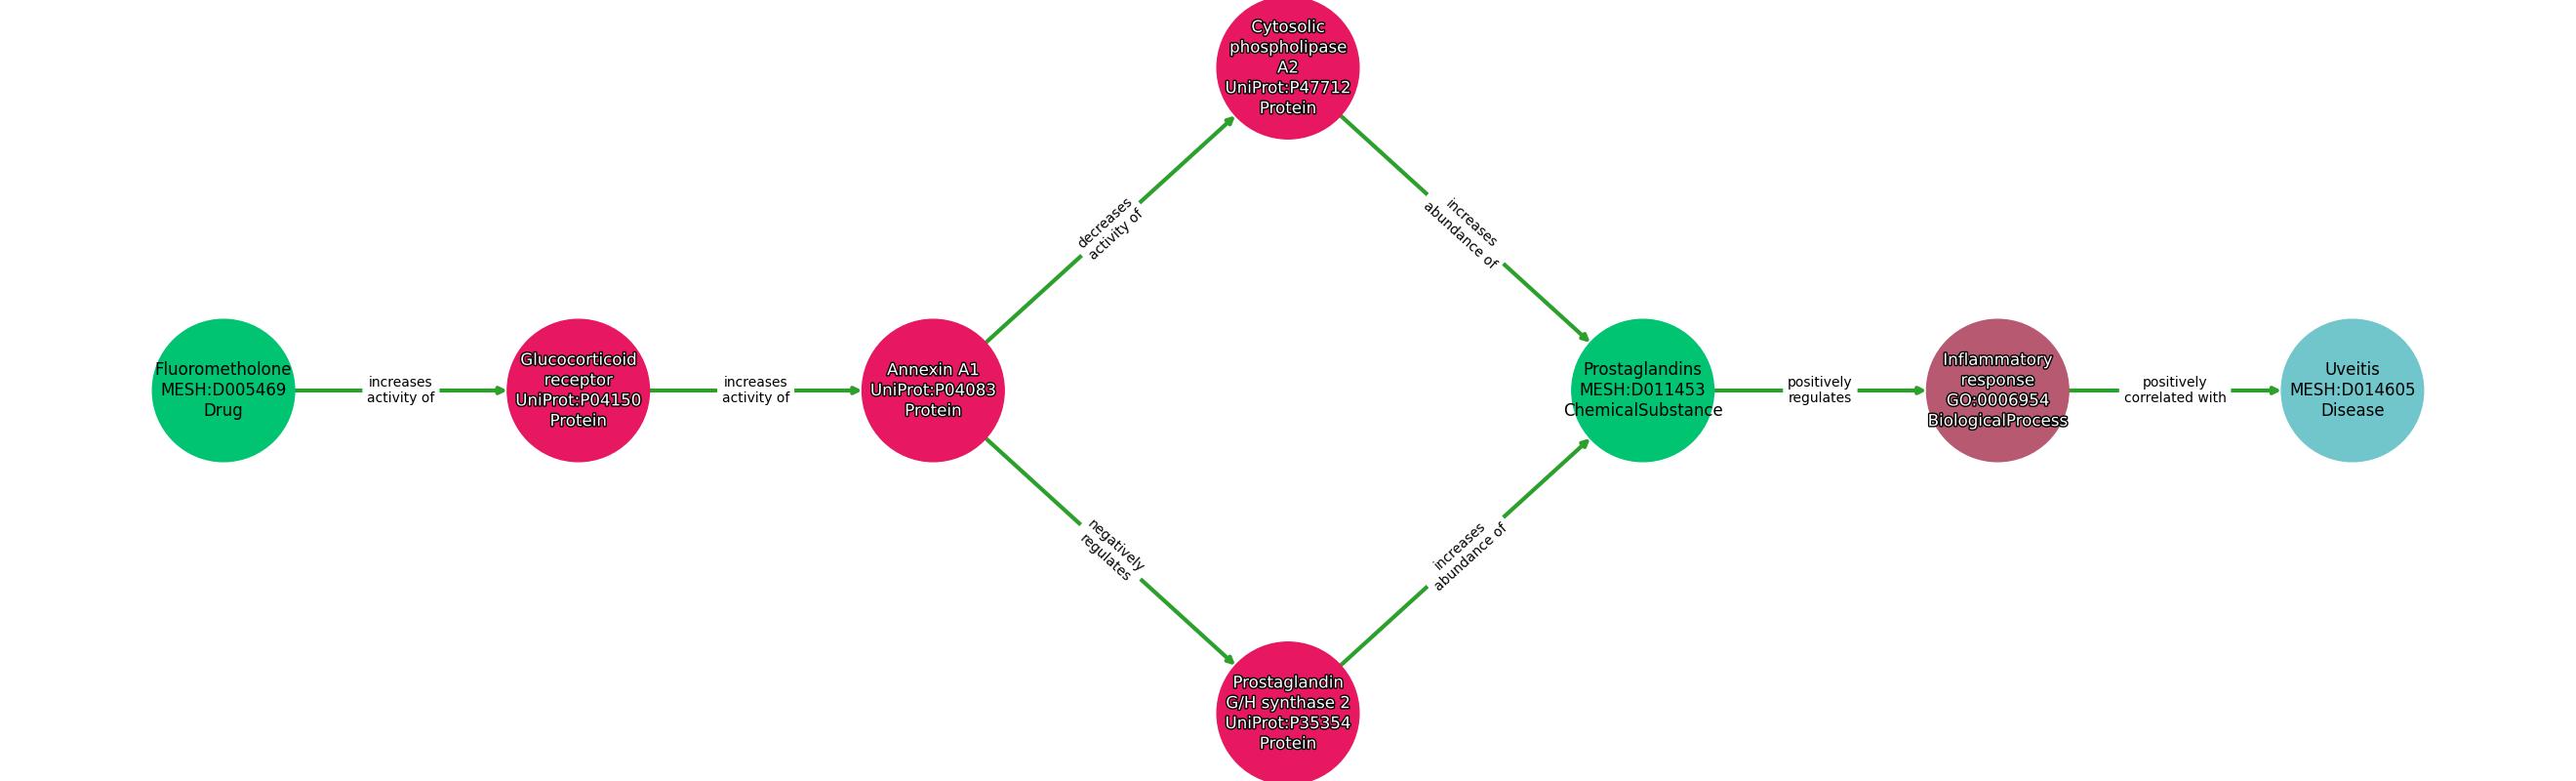 Cytosolic
phospholipase
A2
UniProt:P47712
Protein
decreases
activity of
increases
abundance of
Fluorometholone
MESH:D005469
Drug
increases
activity of
Glucocorticoid
receptor
UniProt:P04150
Protein
increases
activity of
Annexin A1
UniProt:P04083
Protein
Prostaglandins
MESH:D011453
ChemicalSubstance
positively
regulates
Inflammatory
response
GO:0006954
BiologicalProcess
positively
correlated with
Uveitis
MESH:D014605
Disease
negatively
regulates
increases
abundance of
Prostaglandin
G/H synthase 2
UniProt:P35354
Protein